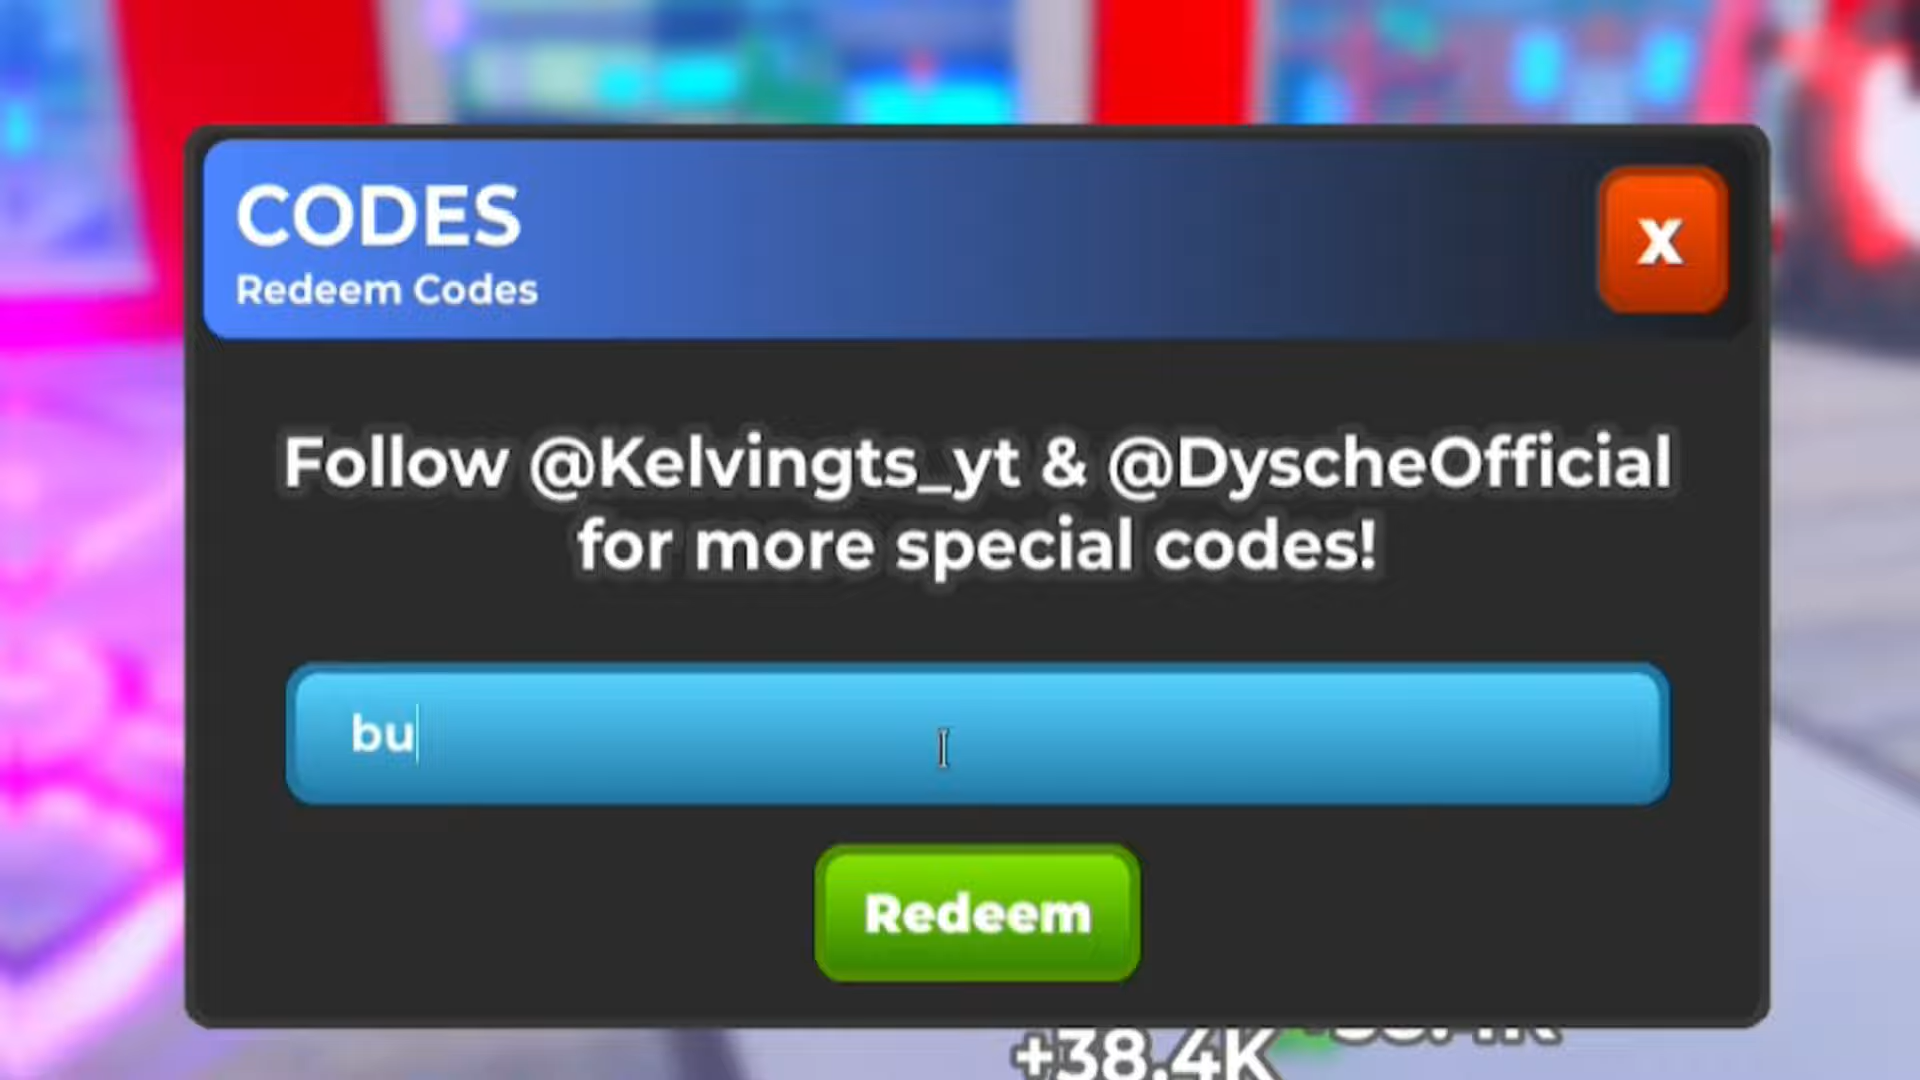 CODES
Redeem Codes
X
Follow @Kelvingts_yt & @DyscheOfficial
for more special codes!
bu
Redeem
+38.4K